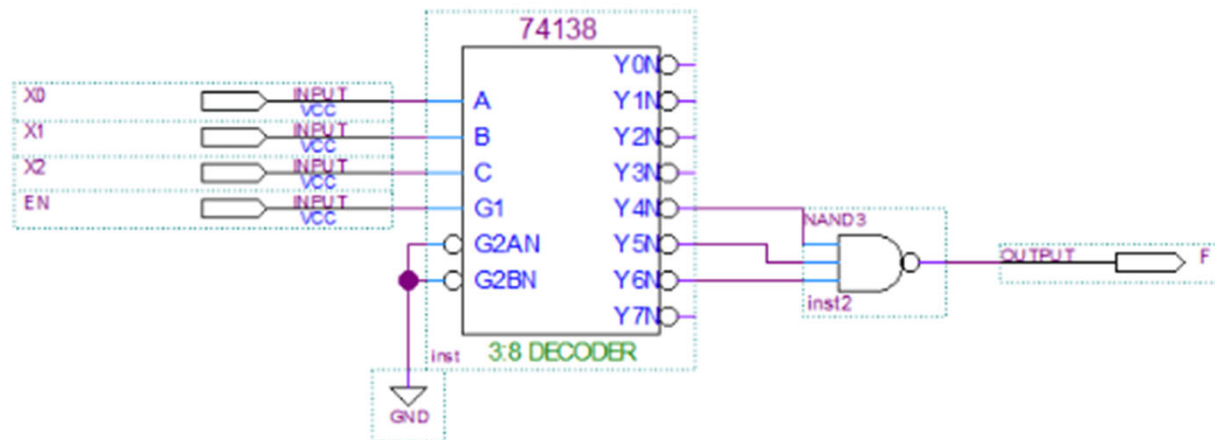 74138
X0 INPUT VCC
X1 INPUT VCC
X2 INPUT VCC
EN INPUT VCC
A
B
C
G1
G2AN
G2BN
Y0N
Y1N
Y2N
Y3N
Y4N
Y5N
Y6N
Y7N
inst
3:8 DECODER
GND
NAND3
inst2
OUTPUT
F